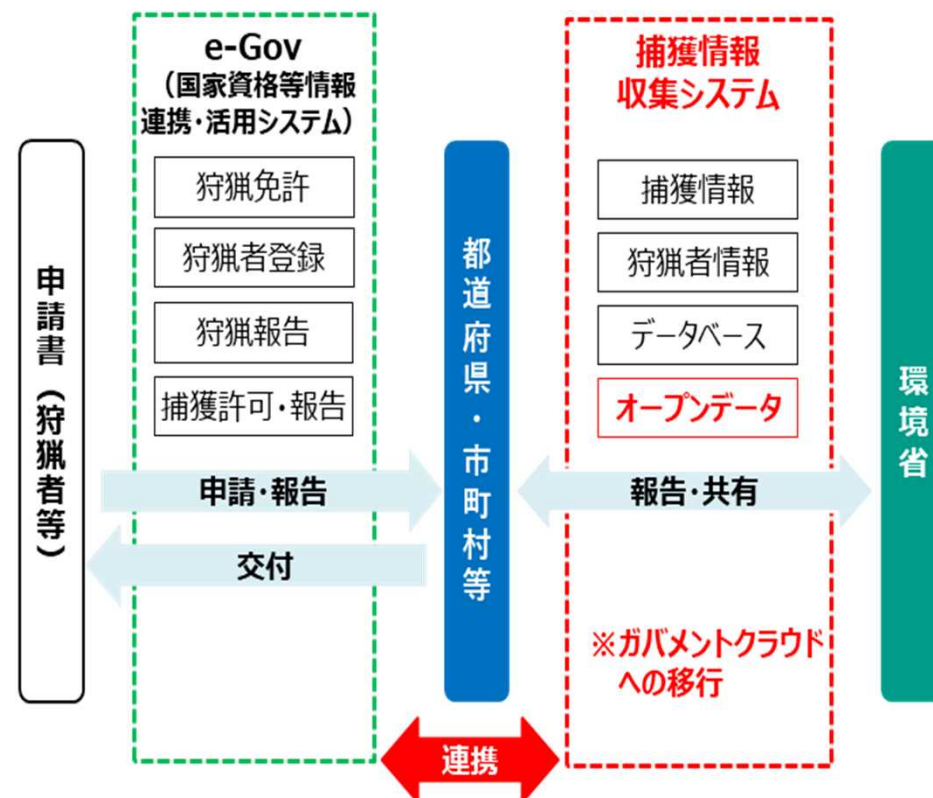 申請書（狩猟者等）
e-Gov
（国家資格等情報
連携・活用システム）
狩猟免許
狩猟者登録
狩猟報告
捕獲許可・報告
申請・報告
交付
都道府県・市町村等
捕獲情報
収集システム
捕獲情報
狩猟者情報
データベース
オープンデータ
報告・共有
※ガバメントクラウド
への移行
環境省
連携